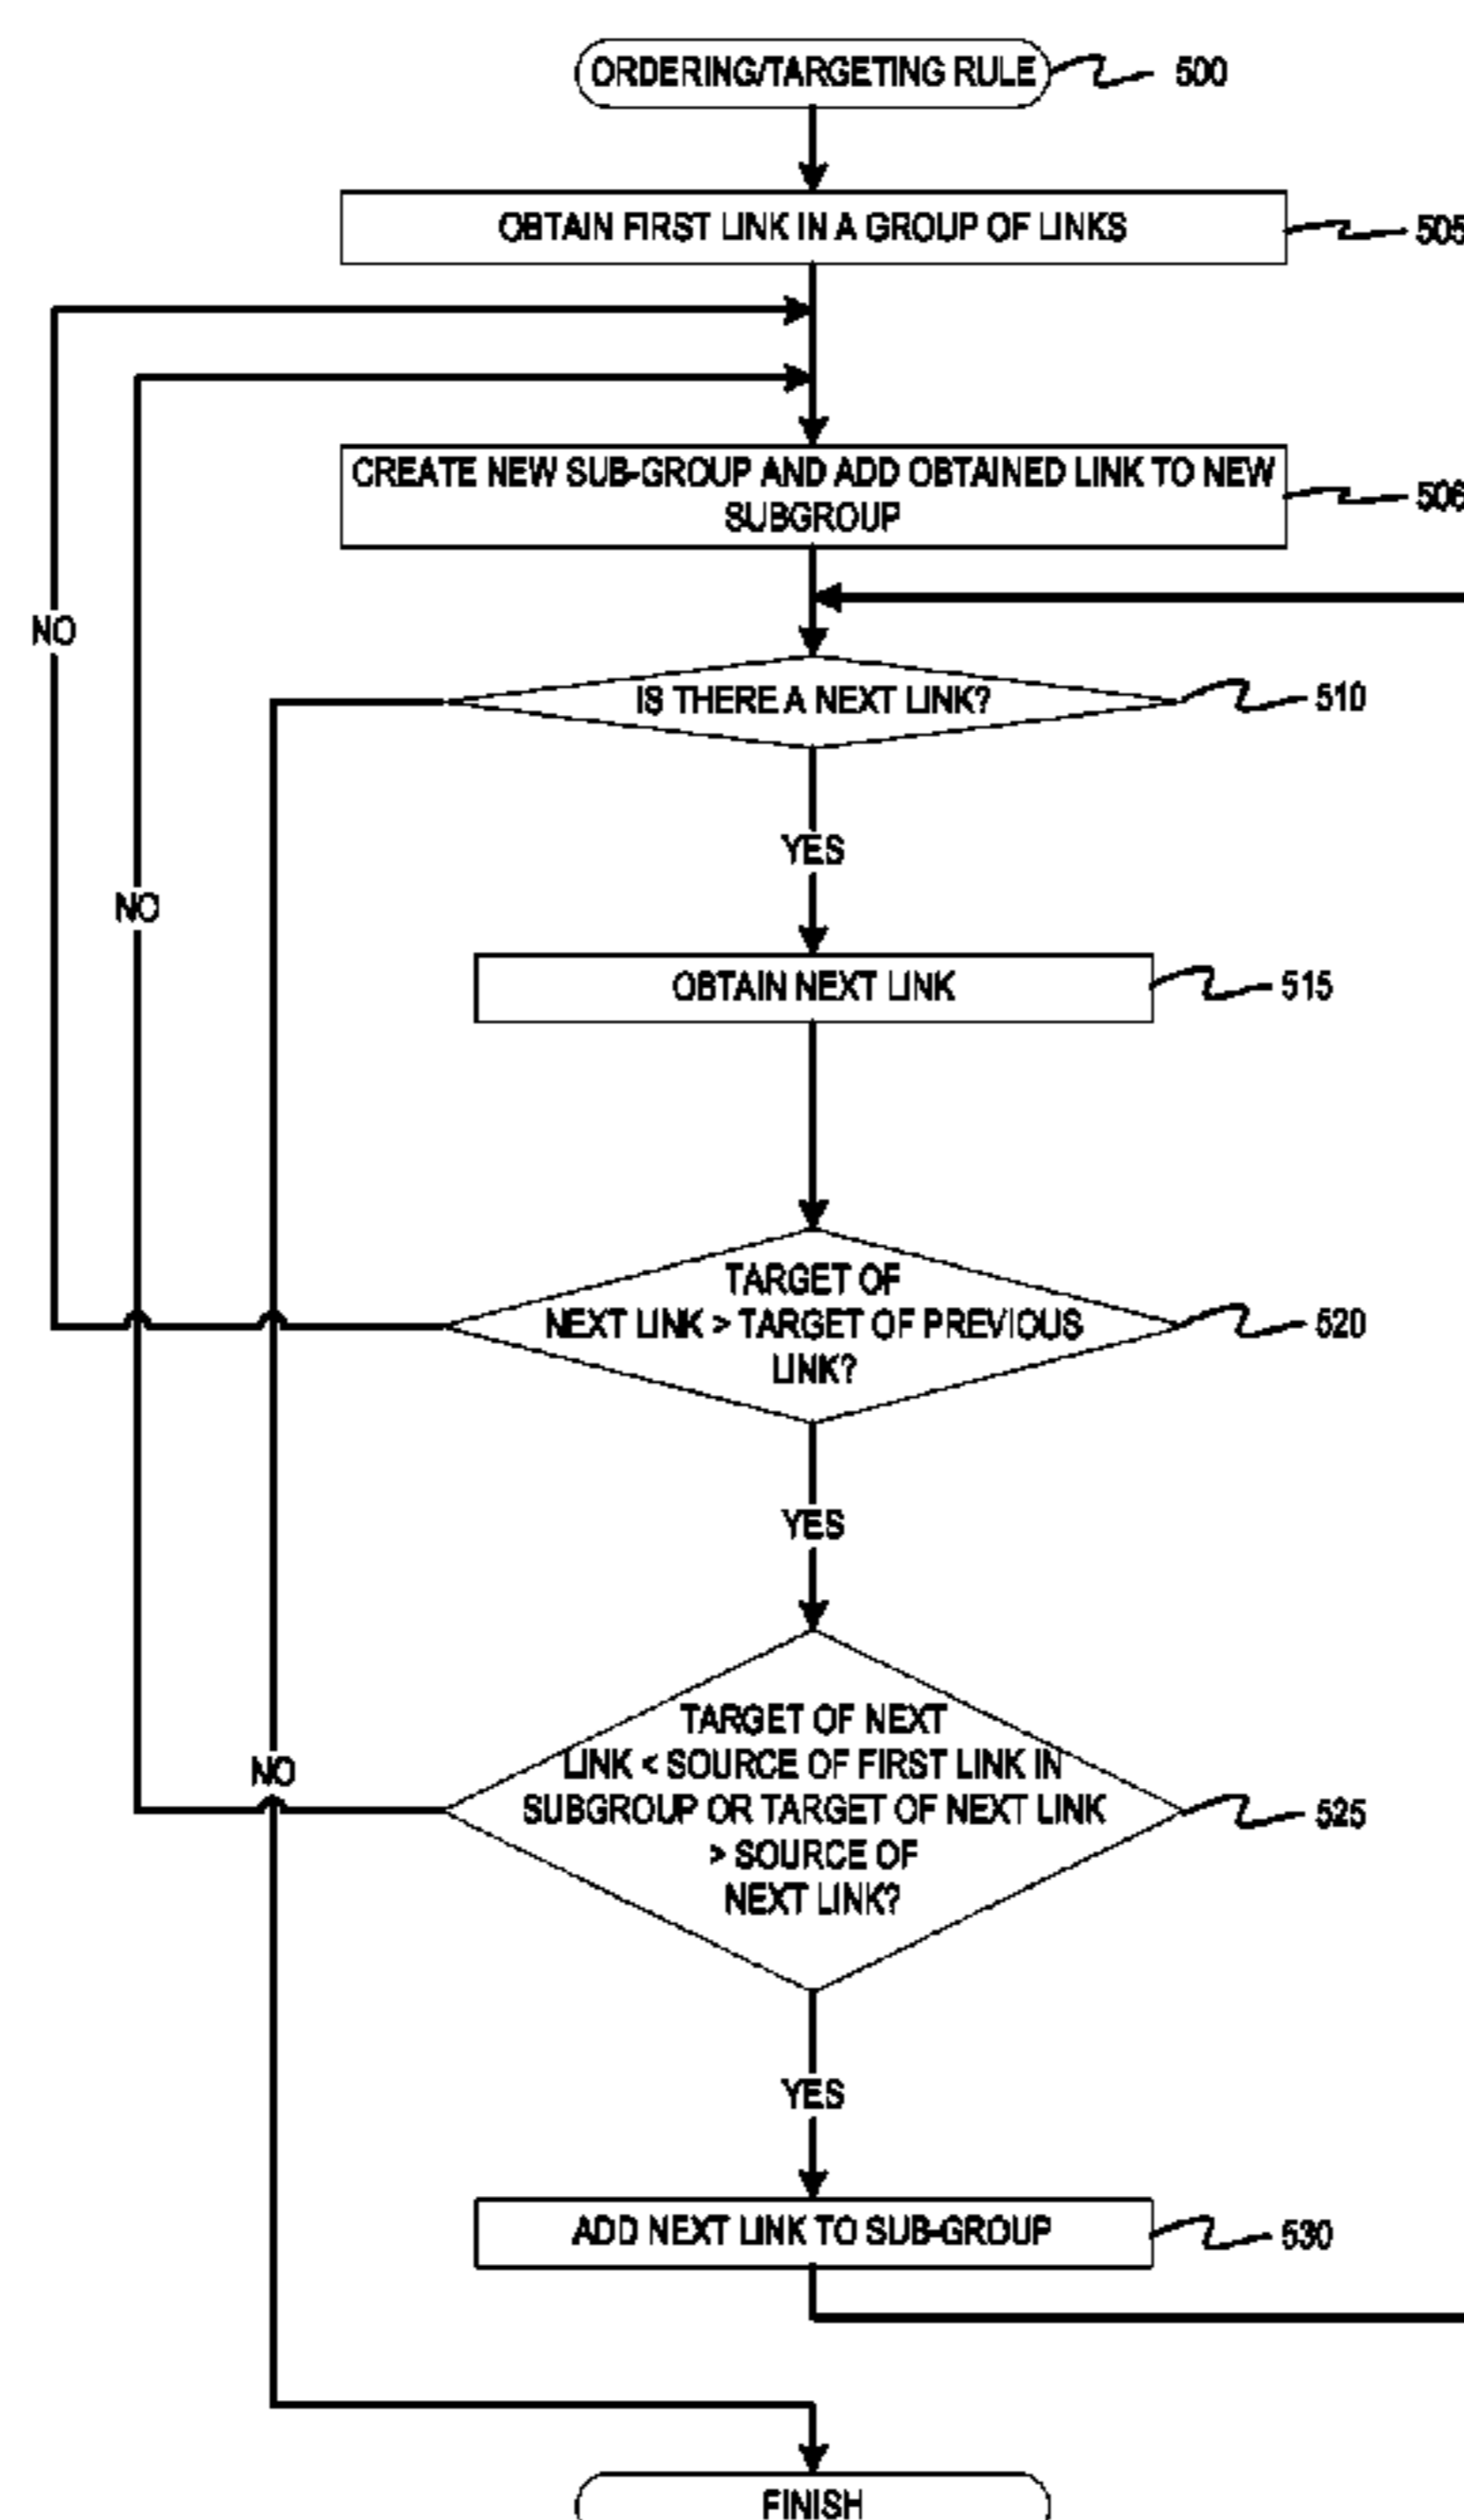 ORDERING/TARGETING RULE
500
OBTAIN FIRST LINK IN A GROUP OF LINKS
505
CREATE NEW SUB-GROUP AND ADD OBTAINED LINK TO NEW
SUBGROUP
506
NO
IS THERE A NEXT LINK?
510
YES
NO
OBTAIN NEXT LINK
515
TARGET OF
NEXT LINK > TARGET OF PREVIOUS
LINK?
520
YES
TARGET OF NEXT
LINK < SOURCE OF FIRST LINK IN
SUBGROUP OR TARGET OF NEXT LINK
> SOURCE OF
NEXT LINK?
525
NO
YES
ADD NEXT LINK TO SUB-GROUP
530
FINISH